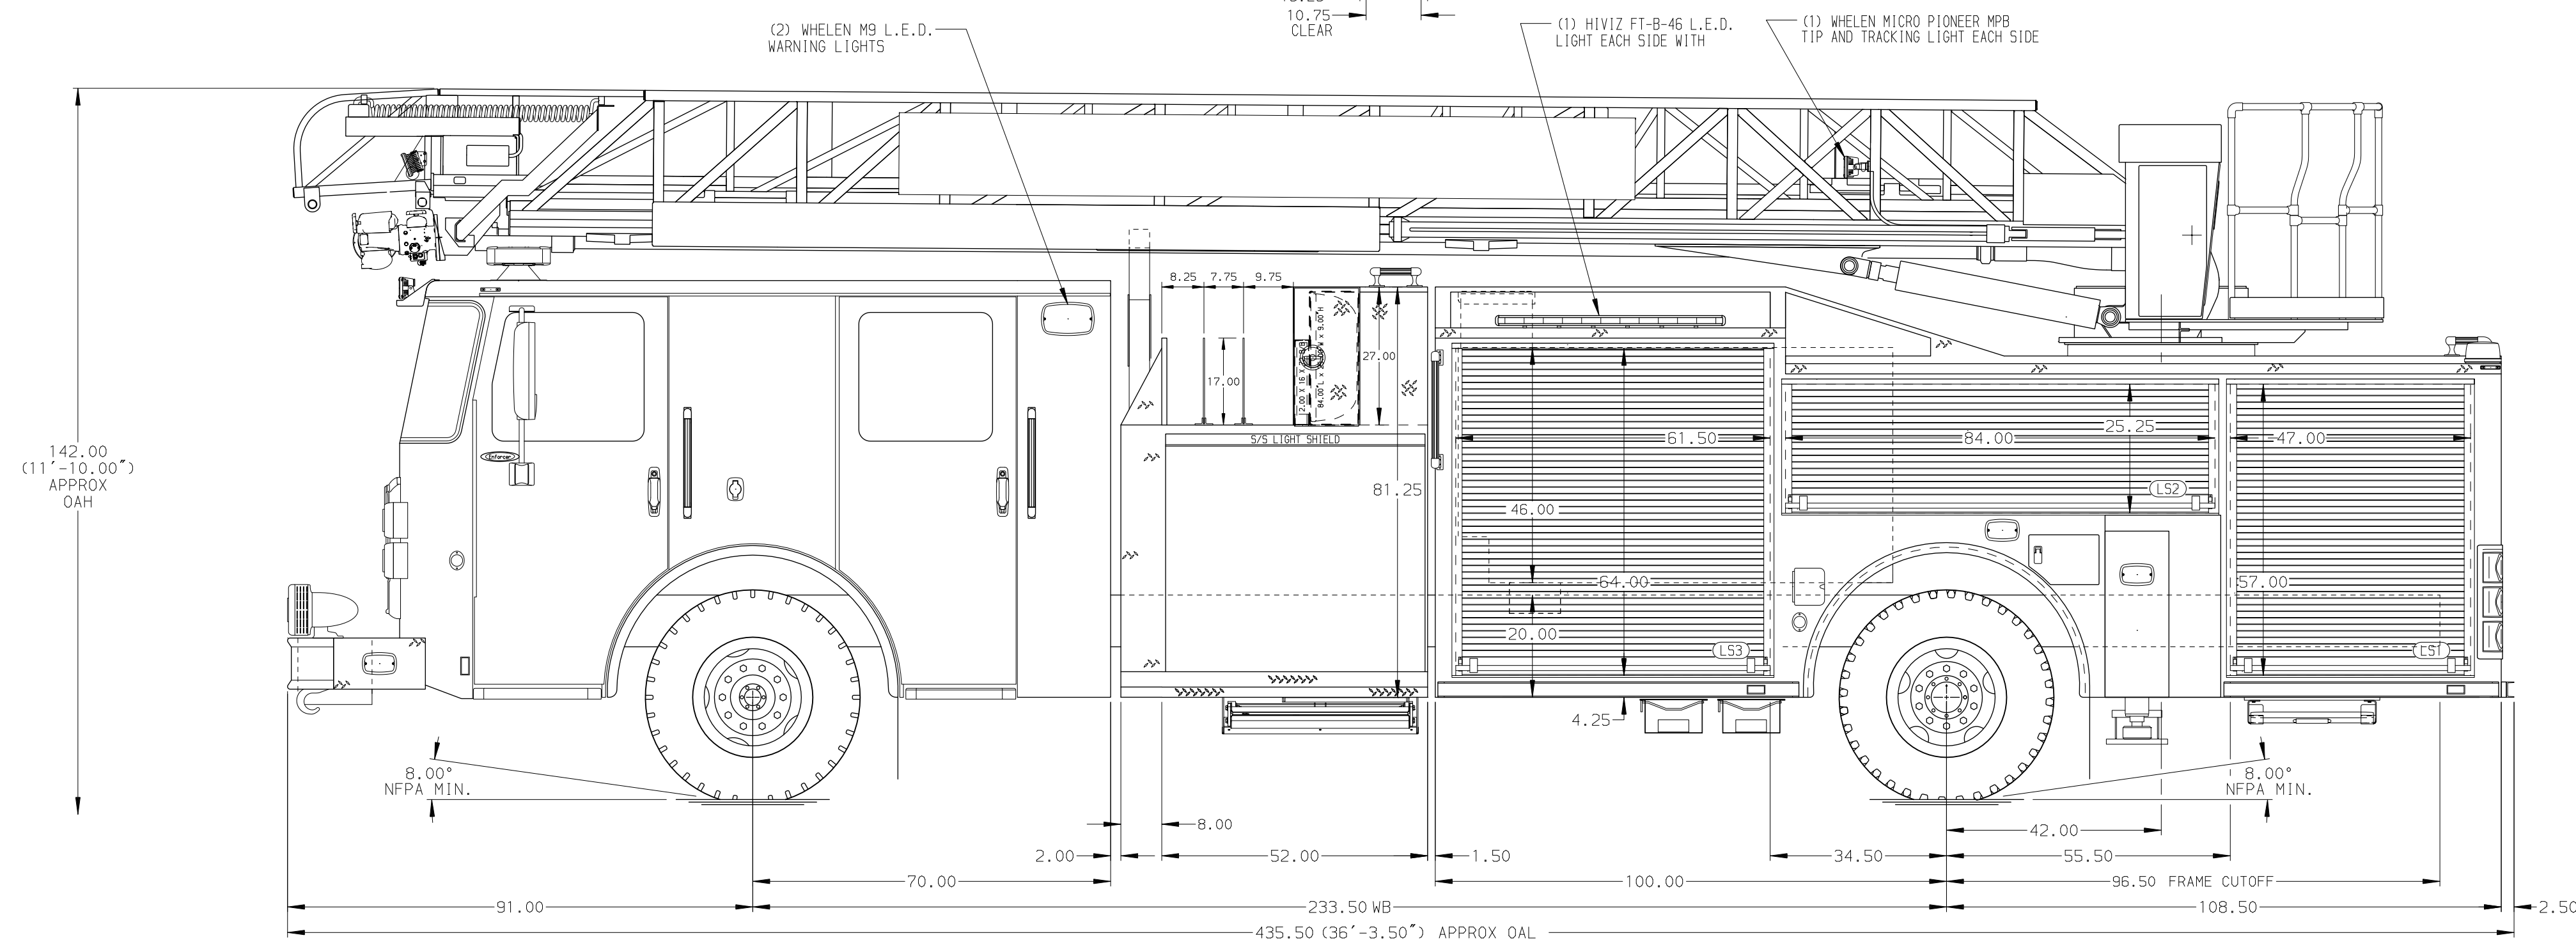 10.75
CLEAR
(2) WHELEN M9 L.E.D.
WARNING LIGHTS
(1) HIVIZ FT-B-46 L.E.D.
LIGHT EACH SIDE WITH
(1) WHELEN MICRO PIONEER MPB
TIP AND TRACKING LIGHT EACH SIDE
142.00
(11'-10.00")
APPROX
OAH
8.25
7.75
9.75
17.00
27.00
S/S LIGHT SHIELD
Enforcer
81.25
61.50
46.00
64.00
20.00
LS3
4.25
84.00
25.25
LS2
47.00
57.00
LS1
8.00°
NFPA MIN.
8.00°
NFPA MIN.
8.00
42.00
2.00
52.00
1.50
34.50
55.50
70.00
100.00
96.50 FRAME CUTOFF
91.00
233.50 WB
108.50
2.50
435.50 (36'-3.50") APPROX OAL